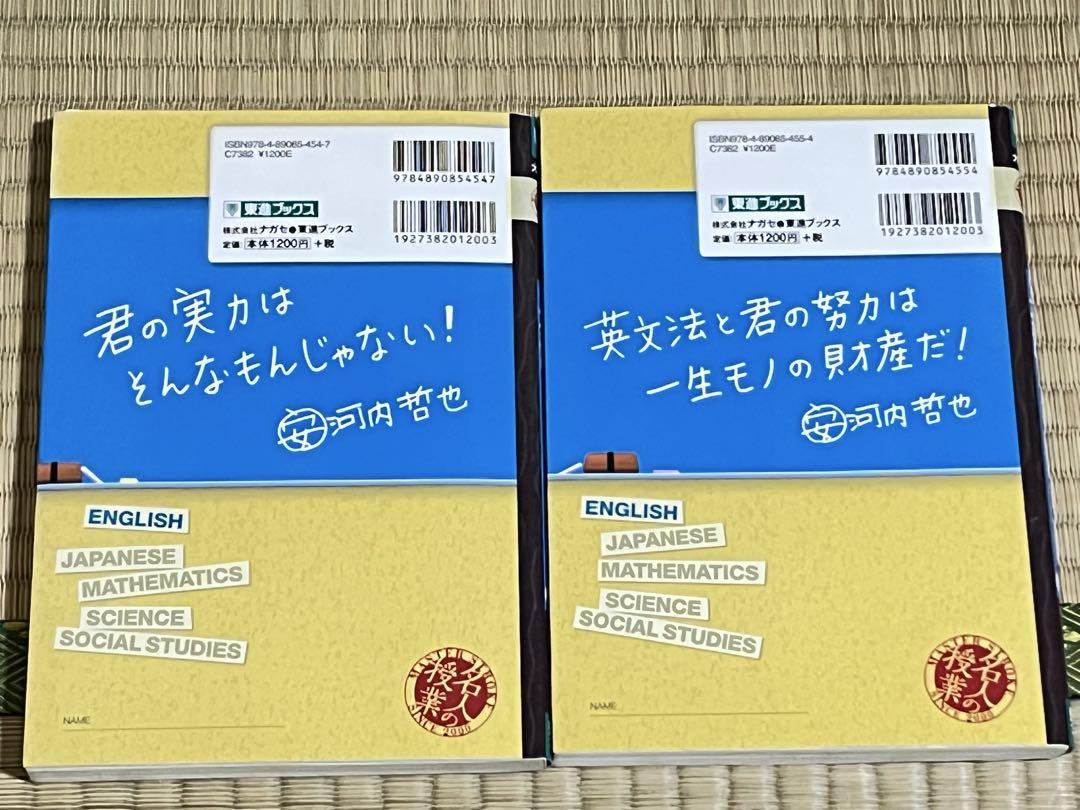 ISBN978-4-89085-454-7
C7382 ¥1200E
9784890854547
東進ブックス
株式会社ナガセ●東進ブックス
定価 本体1200円 +税
1927382012003
君の実力は
そんなもんじゃない!
安河内哲也
ENGLISH
JAPANESE
MATHEMATICS
SCIENCE
SOCIAL STUDIES
NAME
名人の授業
SINCE 2000
ISBN978-4-89085-455-4
C7382 ¥1200E
9784890854554
東進ブックス
株式会社ナガセ●東進ブックス
定価 本体1200円 +税
1927382012003
英文法と君の努力は
一生モノの財産だ!
安河内哲也
ENGLISH
JAPANESE
MATHEMATICS
SCIENCE
SOCIAL STUDIES
NAME
名人の授業
SINCE 2000